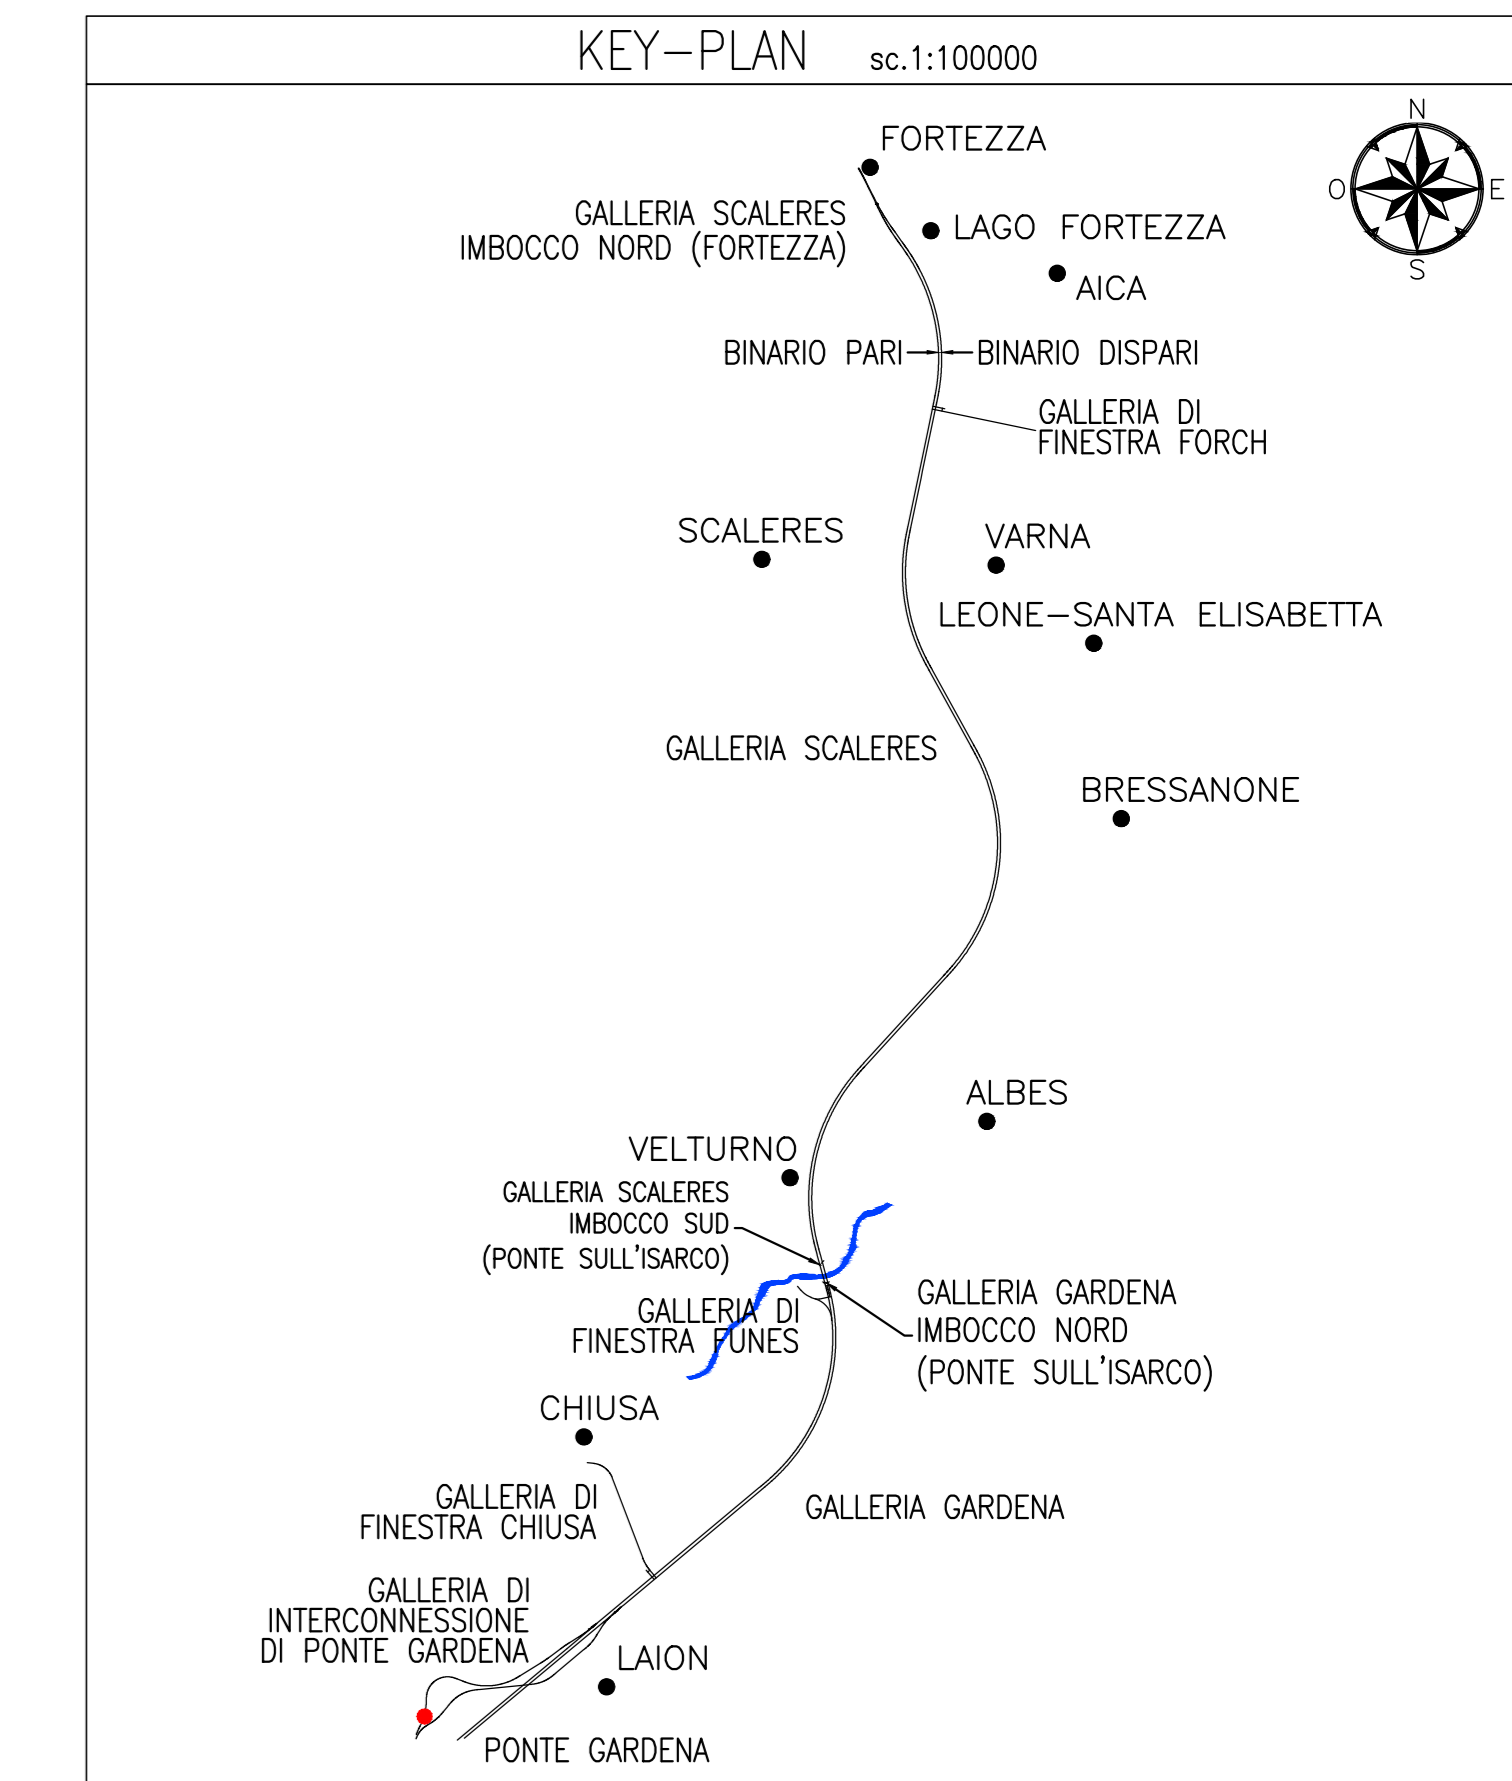 KEY-PLAN sc.1:100000
N
O
E
S
FORTEZZA
GALLERIA SCALERES
IMBOCCO NORD (FORTEZZA)
LAGO FORTEZZA
AICA
BINARIO PARI
BINARIO DISPARI
GALLERIA DI
FINESTRA FORCH
SCALERES
VARNA
LEONE-SANTA ELISABETTA
GALLERIA SCALERES
BRESSANONE
ALBES
VELTURNO
GALLERIA SCALERES
IMBOCCO SUD
(PONTE SULL'ISARCO)
GALLERIA GARDENA
IMBOCCO NORD
(PONTE SULL'ISARCO)
GALLERIA DI
FINESTRA FUNES
CHIUSA
GALLERIA DI
FINESTRA CHIUSA
GALLERIA GARDENA
GALLERIA DI
INTERCONNESSIONE
DI PONTE GARDENA
LAION
PONTE GARDENA